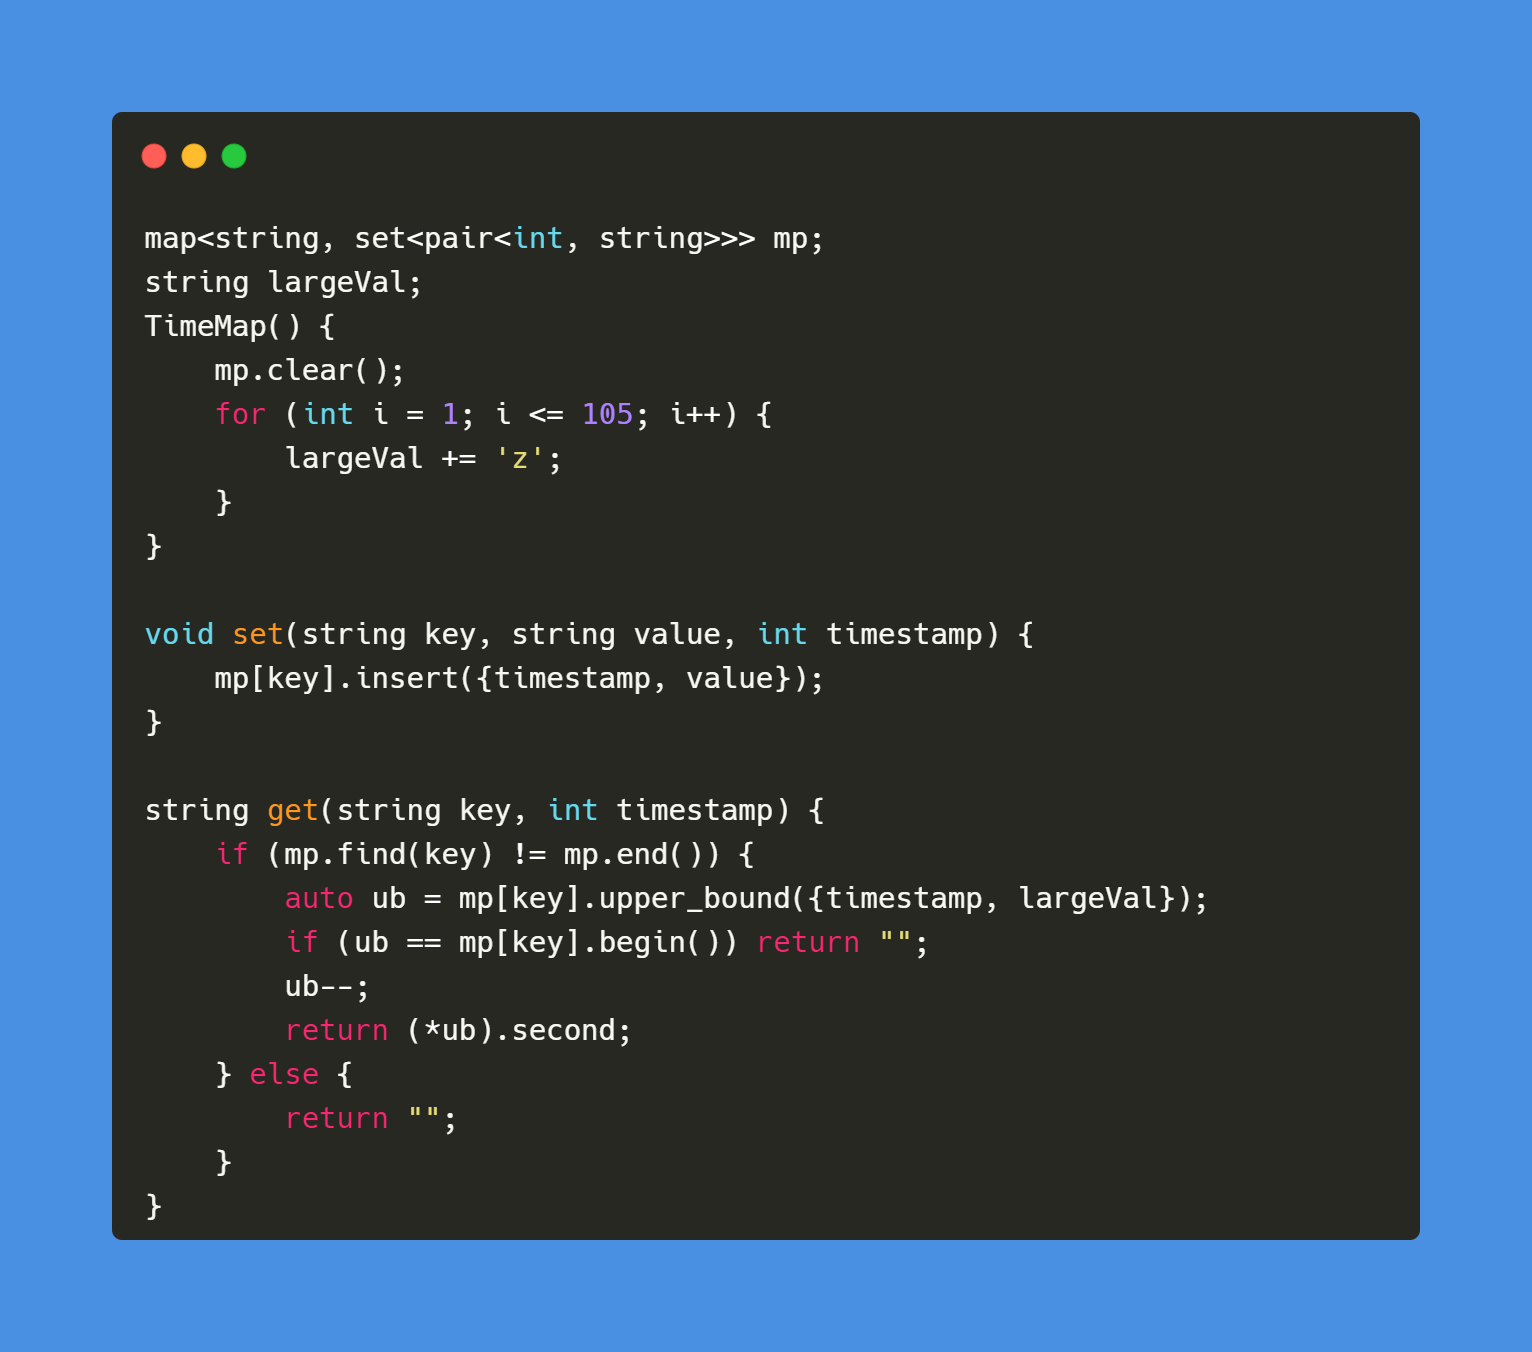 map<string, set<pair<int, string>>> mp;
string largeVal;
TimeMap() {
    mp.clear();
    for (int i = 1; i <= 105; i++) {
        largeVal += 'z';
    }
}

void set(string key, string value, int timestamp) {
    mp[key].insert({timestamp, value});
}

string get(string key, int timestamp) {
    if (mp.find(key) != mp.end()) {
        auto ub = mp[key].upper_bound({timestamp, largeVal});
        if (ub == mp[key].begin()) return "";
        ub--;
        return (*ub).second;
    } else {
        return "";
    }
}